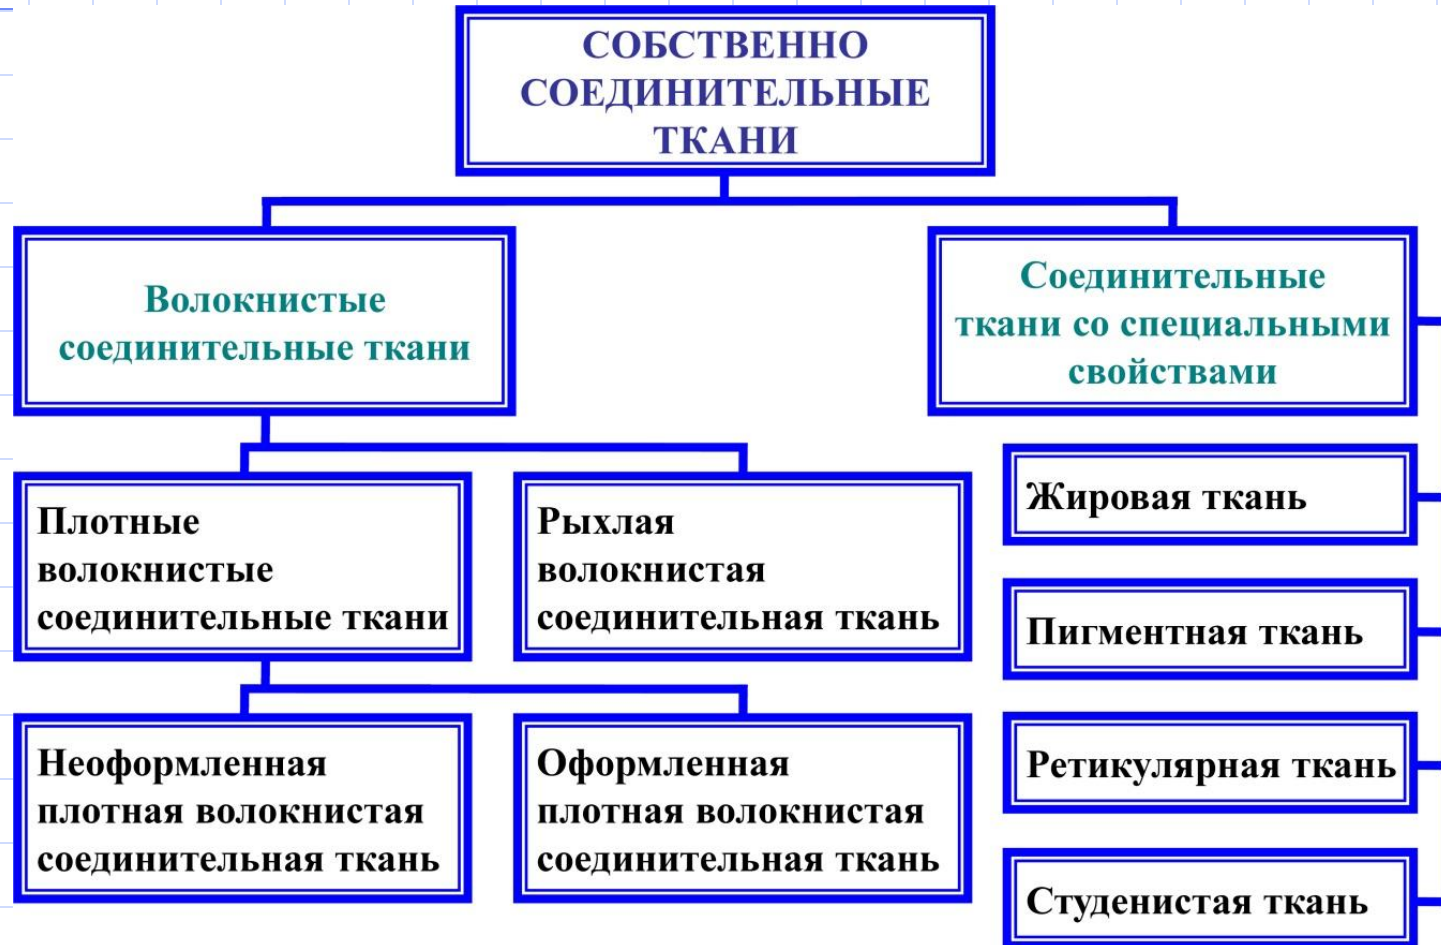 СОБСТВЕННО
СОЕДИНИТЕЛЬНЫЕ
ТКАНИ
Волокнистые
соединительные ткани
Соединительные
ткани со специальными
свойствами
Плотные
волокнистые
соединительные ткани
Рыхлая
волокнистая
соединительная ткань
Жировая ткань
Пигментная ткань
Неоформленная
плотная волокнистая
соединительная ткань
Оформленная
плотная волокнистая
соединительная ткань
Ретикулярная ткань
Студенистая ткань